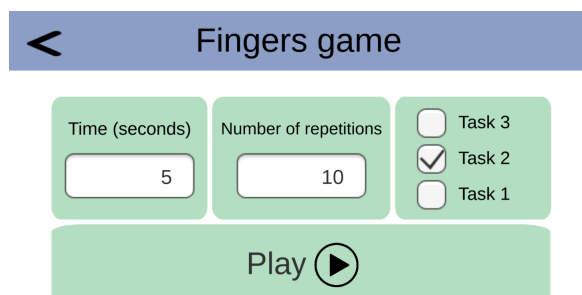 Fingers game
Time (seconds)
5
Number of repetitions
10
Task 3
Task 2
Task 1
Play